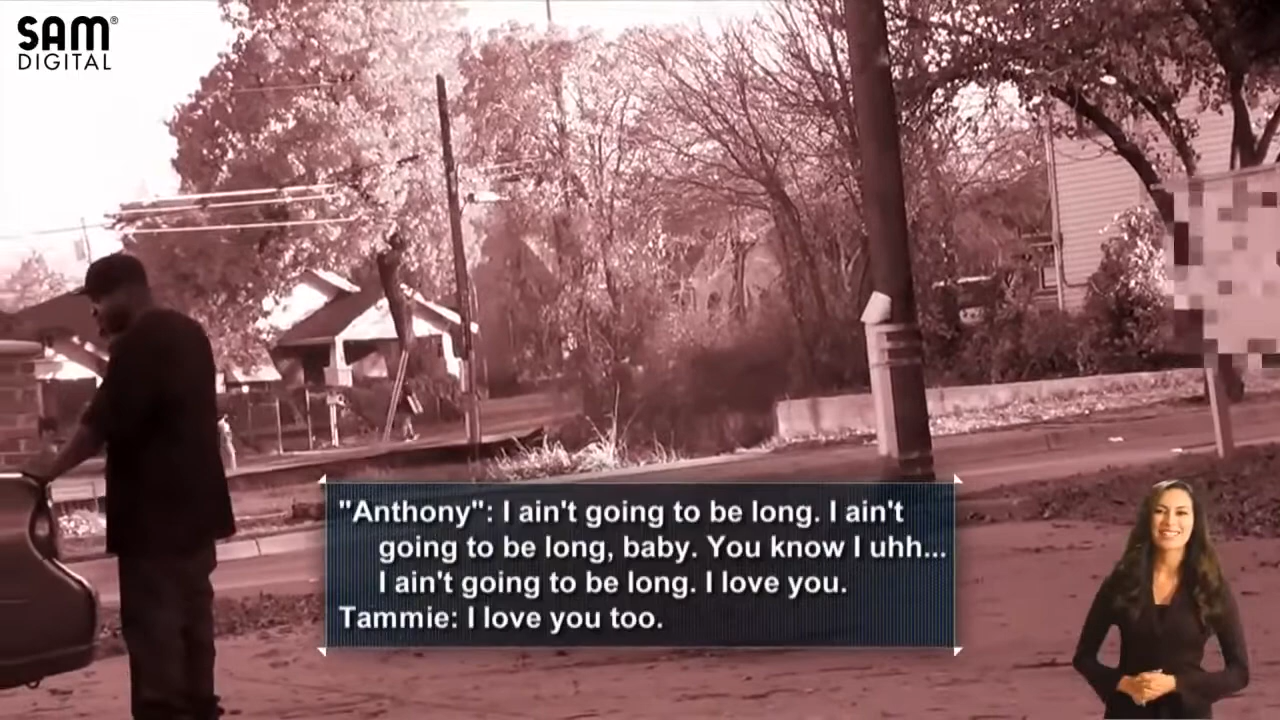 SAM®
DIGITAL
"Anthony": I ain't going to be long. I ain't
going to be long, baby. You know I uhh...
I ain't going to be long. I love you.
Tammie: I love you too.